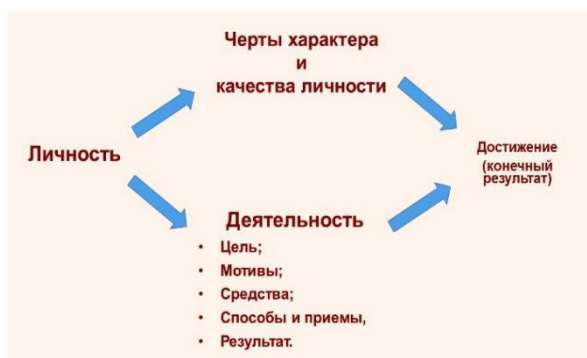 Черты характера
и
качества личности
Личность
Достижение
(конечный
результат)
Деятельность
• Цель;
• Мотивы;
• Средства;
• Способы и приемы,
• Результат.